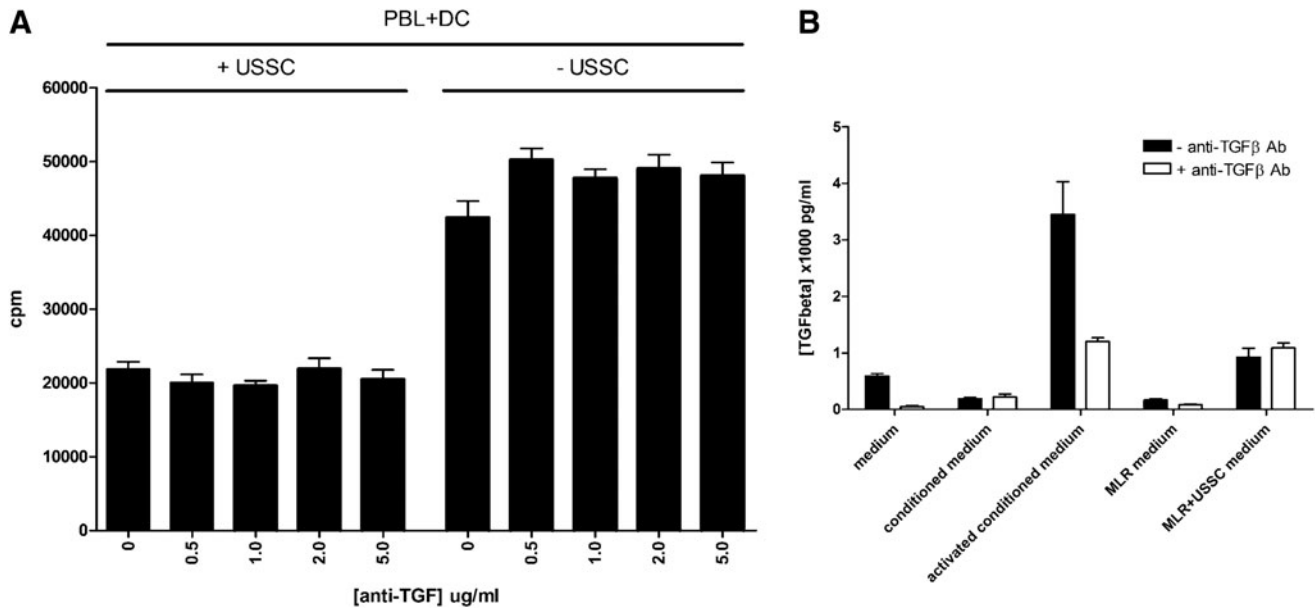 A
PBL+DC
+ USSC
- USSC
60000
50000
40000
30000
20000
10000
0
cpm
0 0.5 1.0 2.0 5.0 0 0.5 1.0 2.0 5.0
[anti-TGF] ug/ml
B
5
4
3
2
1
0
[TGFbeta] x1000 pg/ml
- anti-TGFβ Ab
+ anti-TGFβ Ab
medium
conditioned medium
activated conditioned medium
MLR medium
MLR+USSC medium